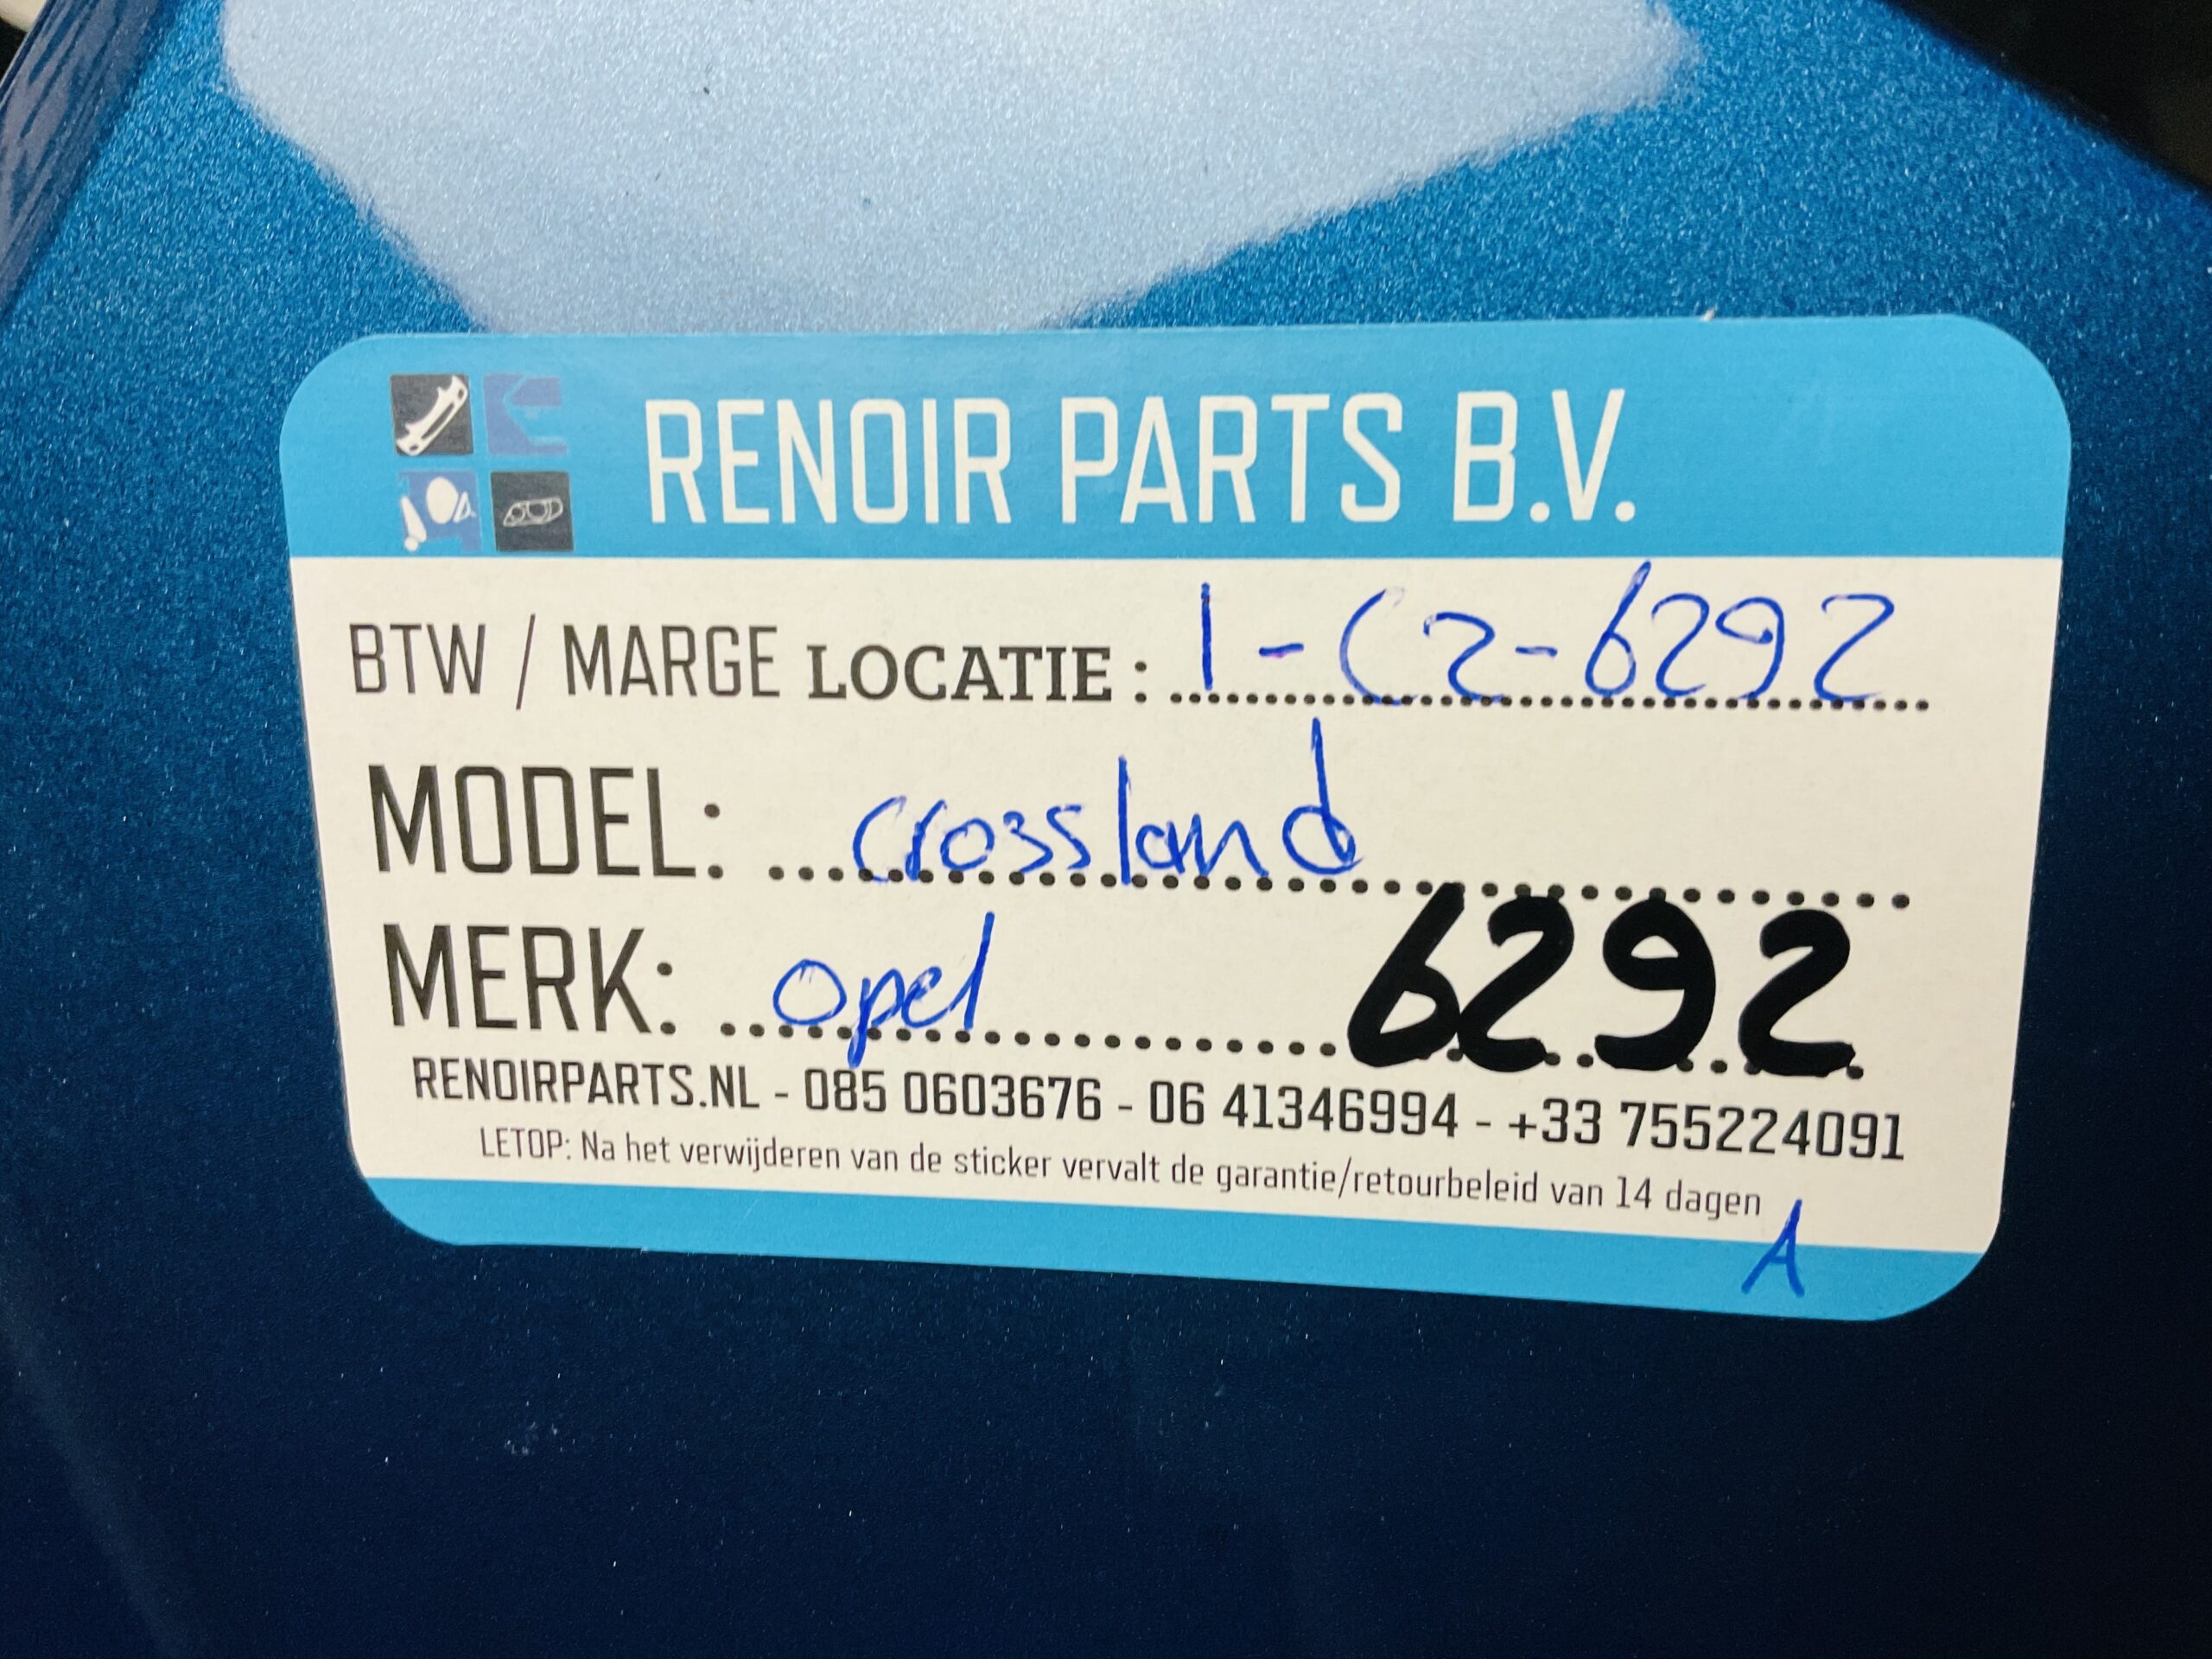 RENOIR PARTS B.V.
BTW / MARGE LOCATIE : 1-C2-6292
MODEL: crossland
MERK: opel 6292
RENOIRPARTS.NL - 085 0603676 - 06 41346994 - +33 755224091
LETOP: Na het verwijderen van de sticker vervalt de garantie/retourbeleid van 14 dagen
A